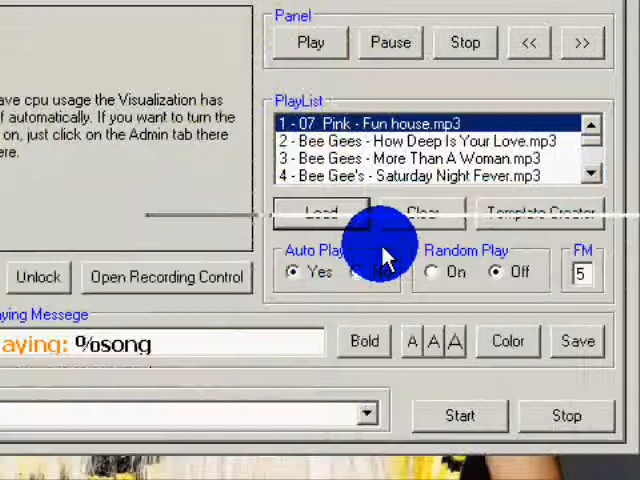 Panel
Play Pause Stop << >>
ave cpu usage the Visualization has
f automatically. If you want to turn the
on, just click on the Admin tab there
ere.
PlayList
1 - 07 Pink - Fun house.mp3
2 - Bee Gees - How Deep Is Your Love.mp3
3 - Bee Gees - More Than A Woman.mp3
4 - Bee Gee's - Saturday Night Fever.mp3
Load Clear Template Creator
Auto Play Random Play FM
Yes No On Off 5
Unlock Open Recording Control
aying Messege
aying: %song
Bold A A A Color Save
Start Stop